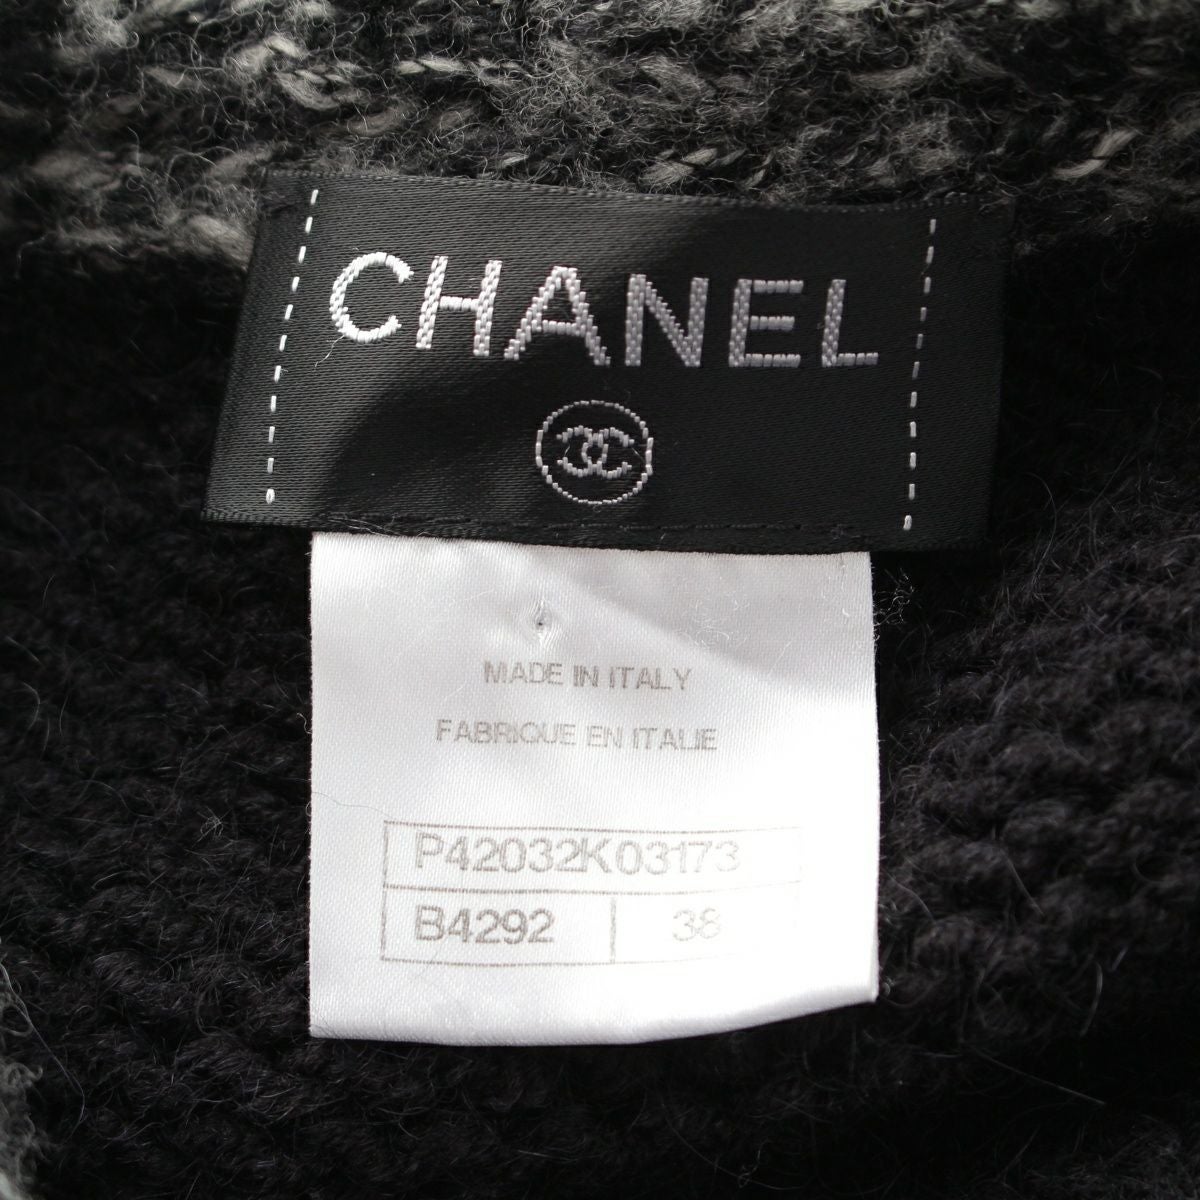 CHANEL
MADE IN ITALY
FABRIQUE EN ITALIE
P42032K03173
B4292 38